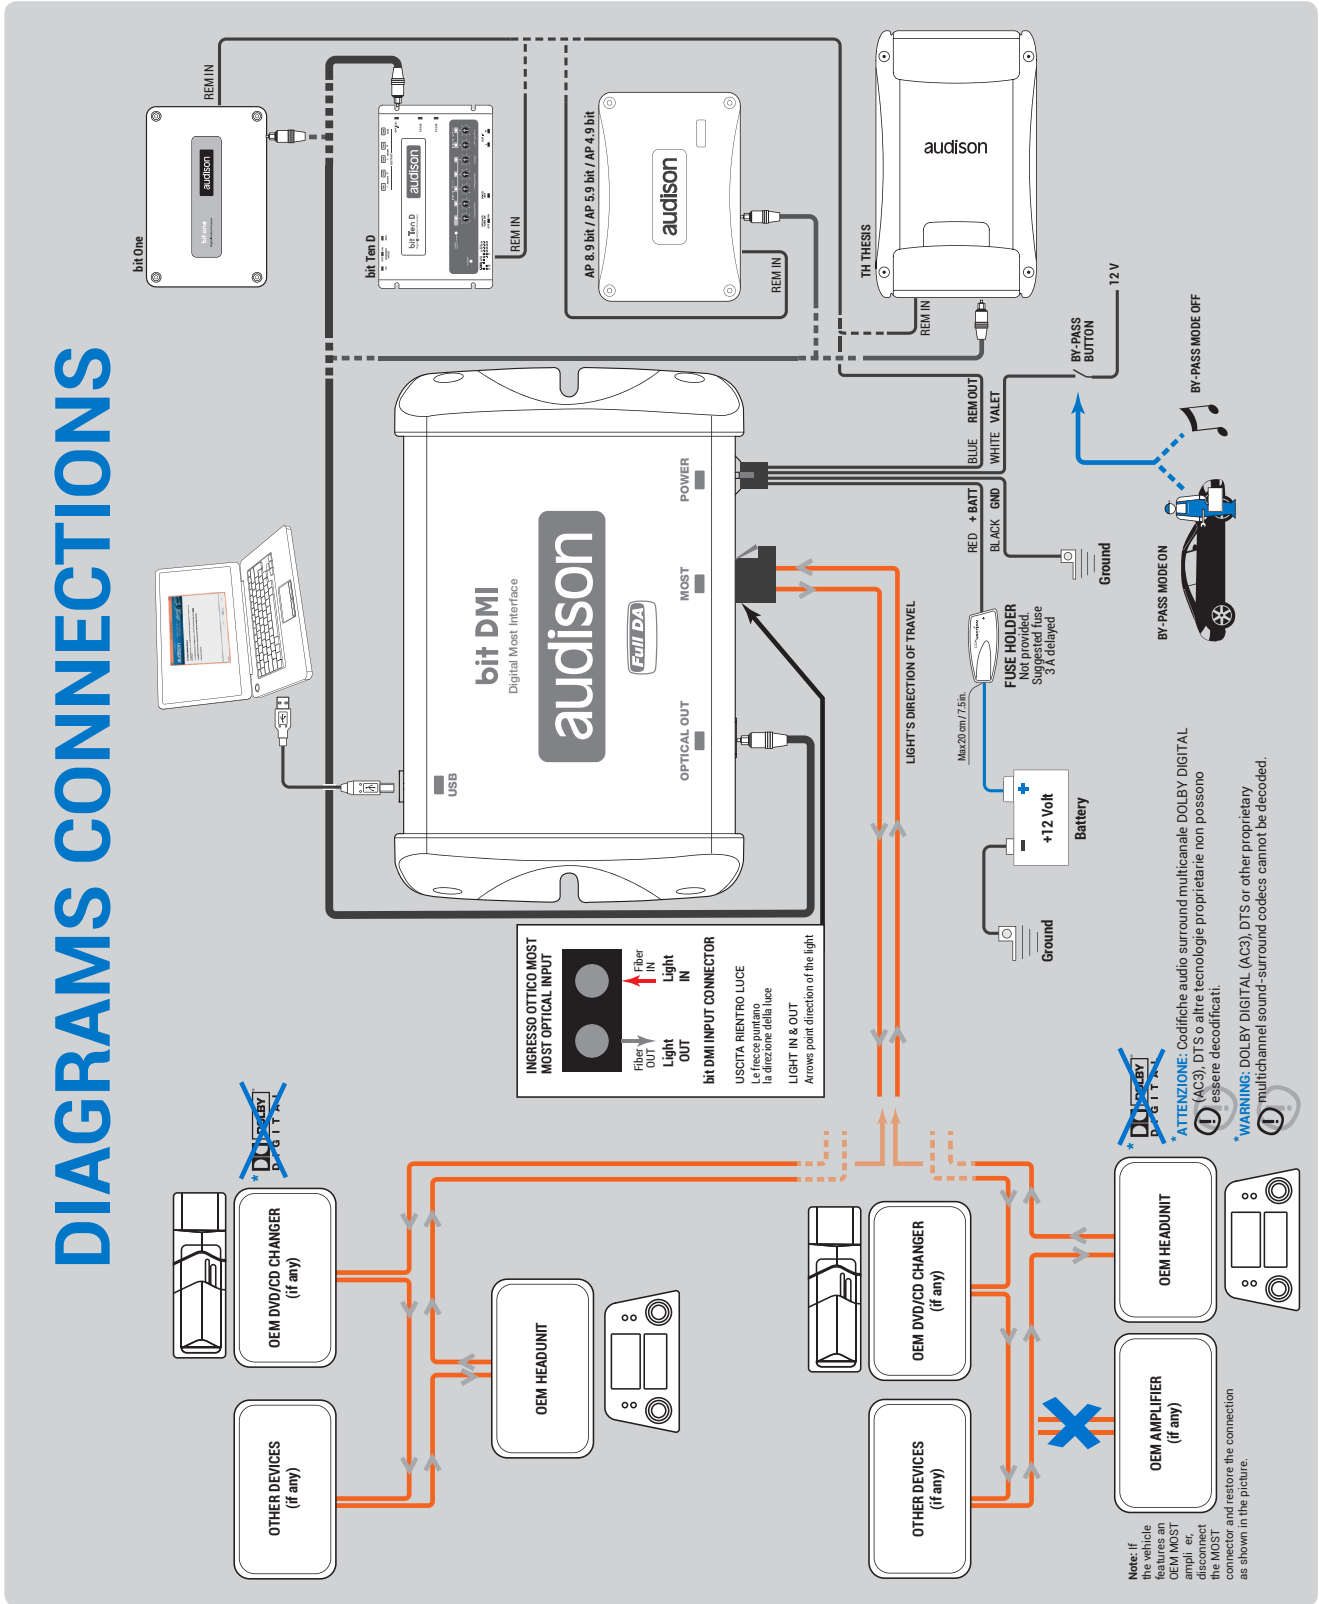 DIAGRAMS CONNECTIONS
bit One
REM IN
audison
bit one
bit Ten D
audison
bit Ten D
REM IN
AP 8.9 bit / AP 5.9 bit / AP 4.9 bit
audison
REM IN
TH THESIS
audison
REM IN
USB
bit DMI
Digital Most Interface
audison
Full DA
OPTICAL OUT
MOST
POWER
BLUE REM OUT
WHITE VALET
RED + BATT
BLACK GND
BY-PASS
BUTTON
12 V
BY-PASS MODE OFF
BY-PASS MODE ON
Ground
FUSE HOLDER
Not provided.
Suggested fuse
3 A delayed
Max 20 cm / 7.5 in.
+12 Volt
Battery
Ground
LIGHT'S DIRECTION OF TRAVEL
INGRESSO OTTICO MOST
MOST OPTICAL INPUT
Fiber
OUT
Light
OUT
Fiber
IN
Light
IN
bit DMI INPUT CONNECTOR
USCITA RIENTRO LUCE
Le frecce puntano
la direzione della luce
LIGHT IN & OUT
Arrows point direction of the light
* DOLBY
DIGITAL
OEM DVD/CD CHANGER
(if any)
OTHER DEVICES
(if any)
OEM HEADUNIT
OEM DVD/CD CHANGER
(if any)
OTHER DEVICES
(if any)
* DOLBY
DIGITAL
OEM HEADUNIT
OEM AMPLIFIER
(if any)
* ATTENZIONE: Codifiche audio surround multicanale DOLBY DIGITAL
(AC3), DTS o altre tecnologie proprietarie non possono
essere decodificati.
* WARNING: DOLBY DIGITAL (AC3), DTS or other proprietary
multichannel sound-surround codecs cannot be decoded.
Note: If
the vehicle
features an
OEM MOST
ampli er,
disconnect
the MOST
connector and restore the connection
as shown in the picture.